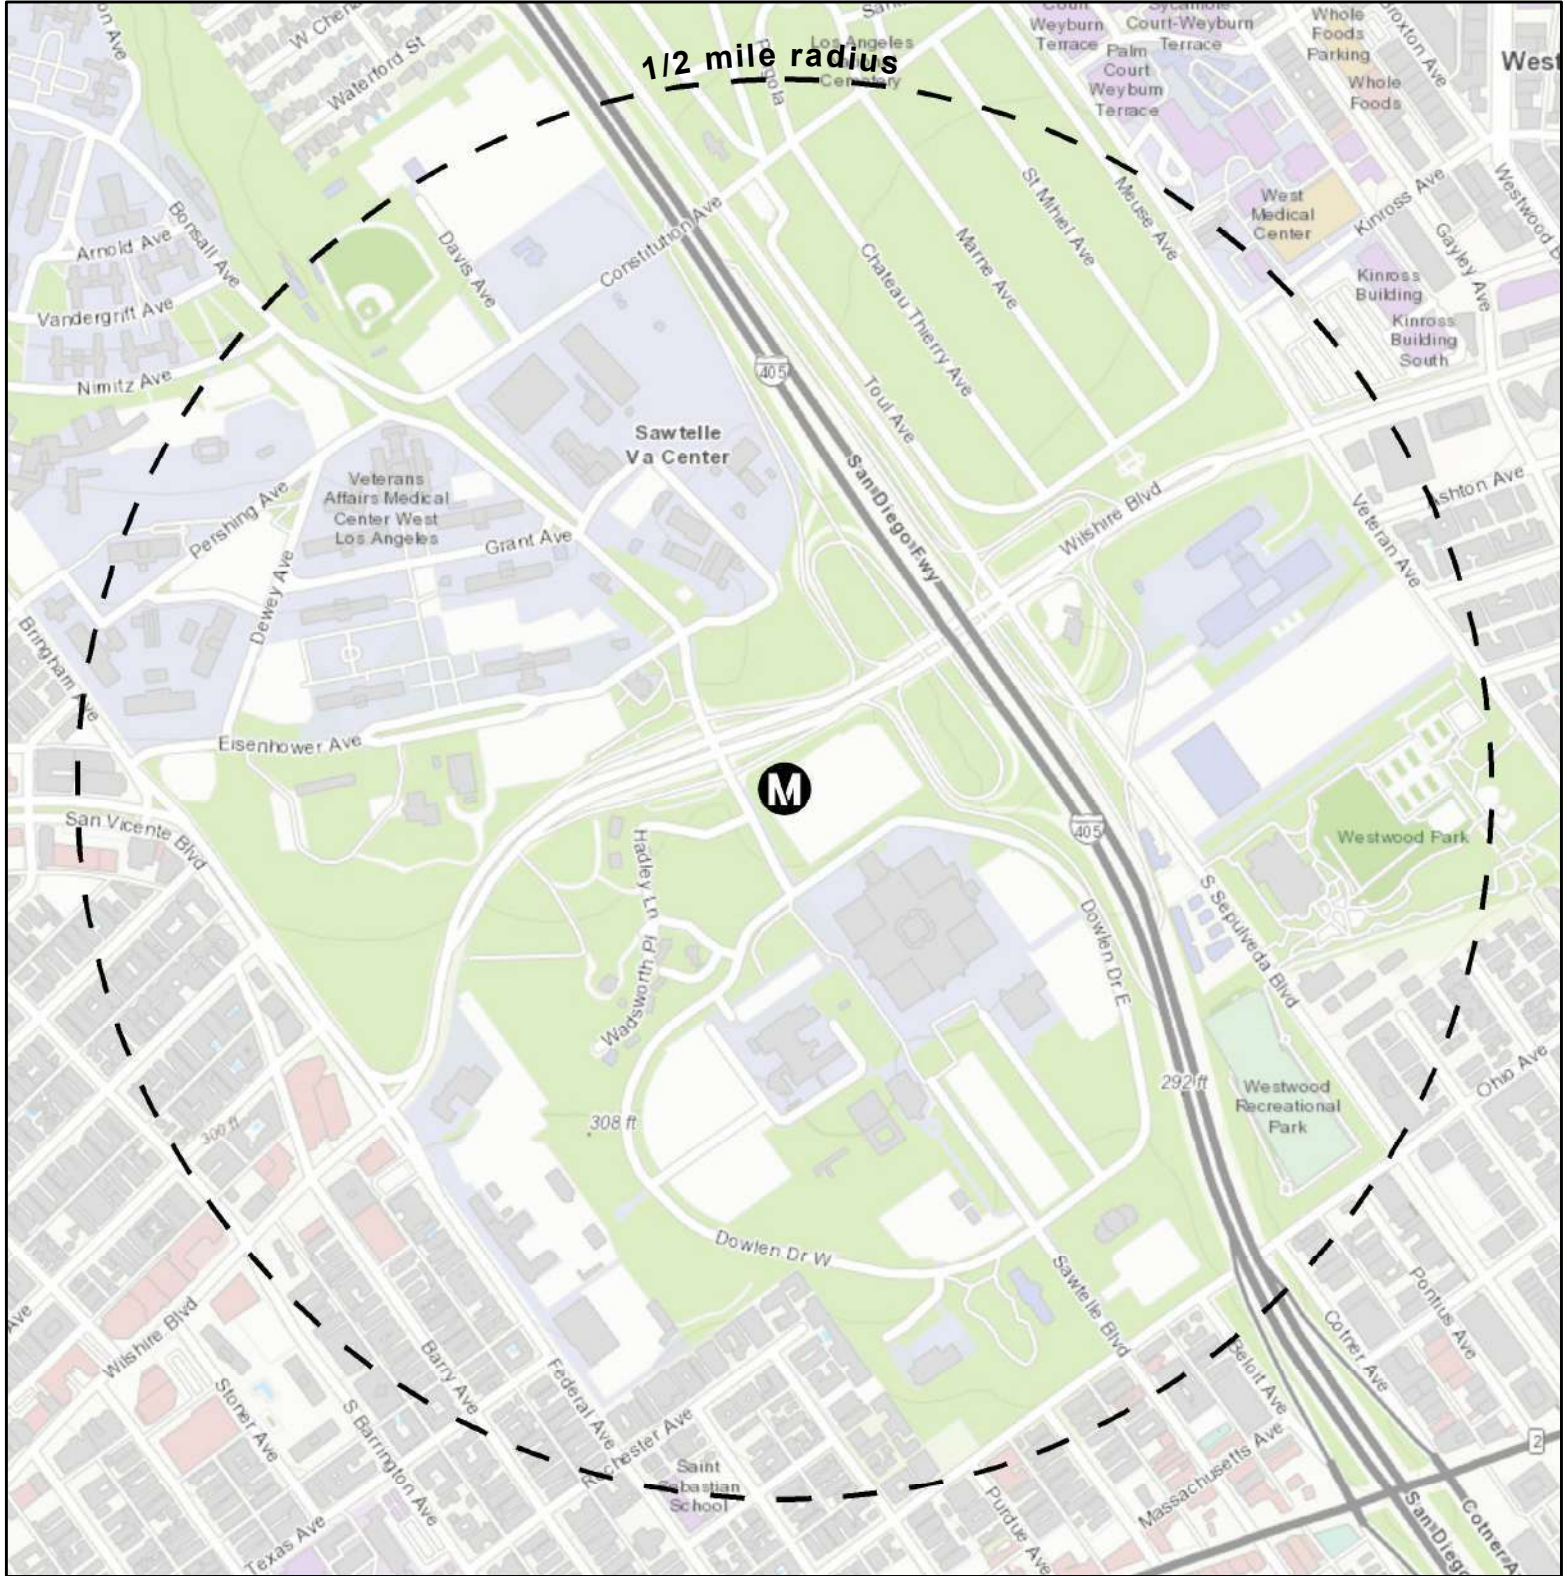 W
Waterford St
1/2 mile radius
Los Angeles
Cemetery
Court
Weyburn
Terrace
Sycamore
Court-Weyburn
Terrace
Palm
Court
Weyburn
Terrace
Whole
Foods
Parking
Whole
Foods
Broxton Ave
West
Arnold Ave
Bonsall Ave
Vandergrift Ave
Nimitz Ave
Davis Ave
Constitution Ave
St Mihiel Ave
Meuse Ave
Marne Ave
Chateau Thierry Ave
Toul Ave
West
Medical
Center
Kinross Ave
Gayley Ave
Westwood B
Kinross
Building
Kinross
Building
South
405
Sawtelle
Va Center
Veterans
Affairs Medical
Center West
Los Angeles
Pershing Ave
Grant Ave
Dewey Ave
San Diego Fwy
Wilshire Blvd
Veteran Ave
Ashton Ave
Bringham Ave
Eisenhower Ave
San Vicente Blvd
M
405
Westwood Park
Hadley Ln
Wadsworth Pl
Dowlen Dr E
S Sepulveda Blvd
308 ft
292 ft
300 ft
Westwood
Recreational
Park
Ohio Ave
Dowlen Dr W
Sawtelle Blvd
Pontius Ave
Cotner Ave
Beloit Ave
Wilshire Blvd
Ave
Stoner Ave
S Barrington Ave
Barry Ave
Federal Ave
Rochester Ave
Saint
Sebastian
School
Texas Ave
Purdue Ave
Massachusetts Ave
2
San Diego
Cotner A